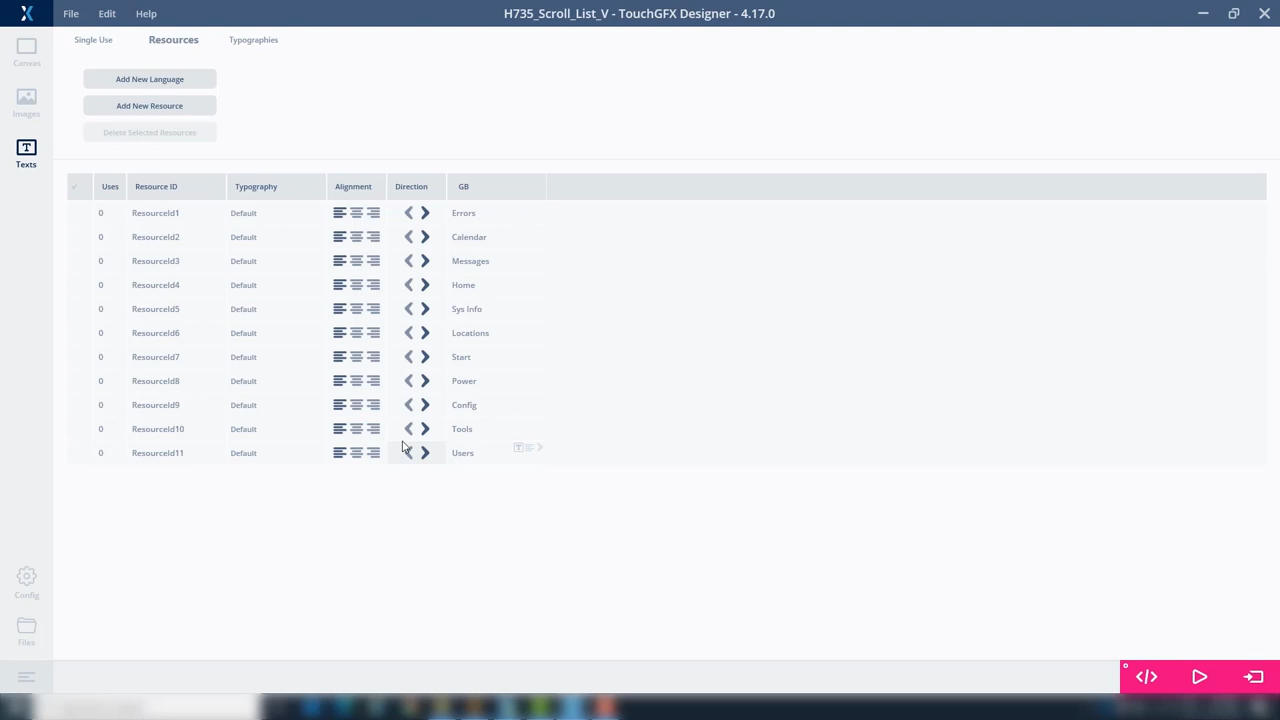 X File Edit Help H735_Scroll_List_V - TouchGFX Designer - 4.17.0
Single Use Resources Typographies
Canvas
Images
Texts
Config
Files
Add New Language
Add New Resource
Delete Selected Resources
Uses Resource ID Typography Alignment Direction GB
0 ResourceId1 Default Errors
0 ResourceId2 Default Calendar
0 ResourceId3 Default Messages
0 ResourceId4 Default Home
0 ResourceId5 Default Sys Info
0 ResourceId6 Default Locations
0 ResourceId7 Default Start
0 ResourceId8 Default Power
0 ResourceId9 Default Config
0 ResourceId10 Default Tools
0 ResourceId11 Default Users